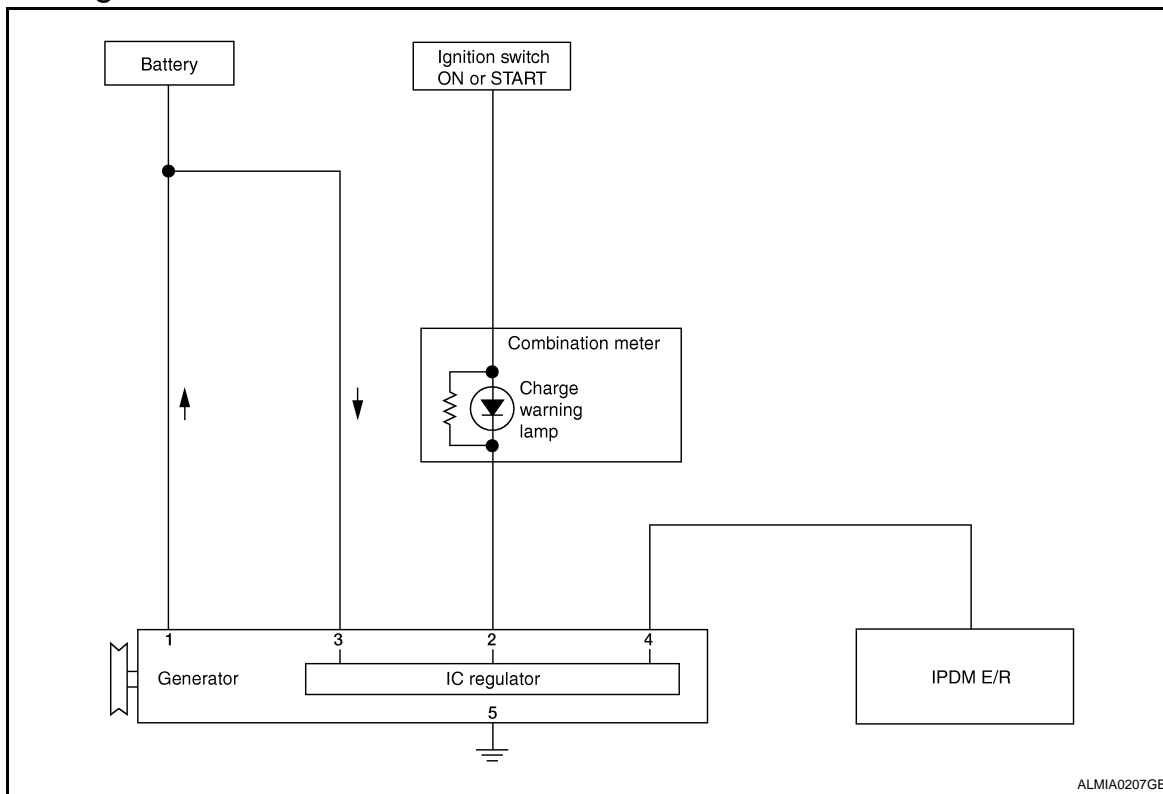 Battery
Ignition switch
ON or START
Combination meter
Charge
warning
lamp
1
3
2
4
Generator
IC regulator
IPDM E/R
5
ALMIA0207GB